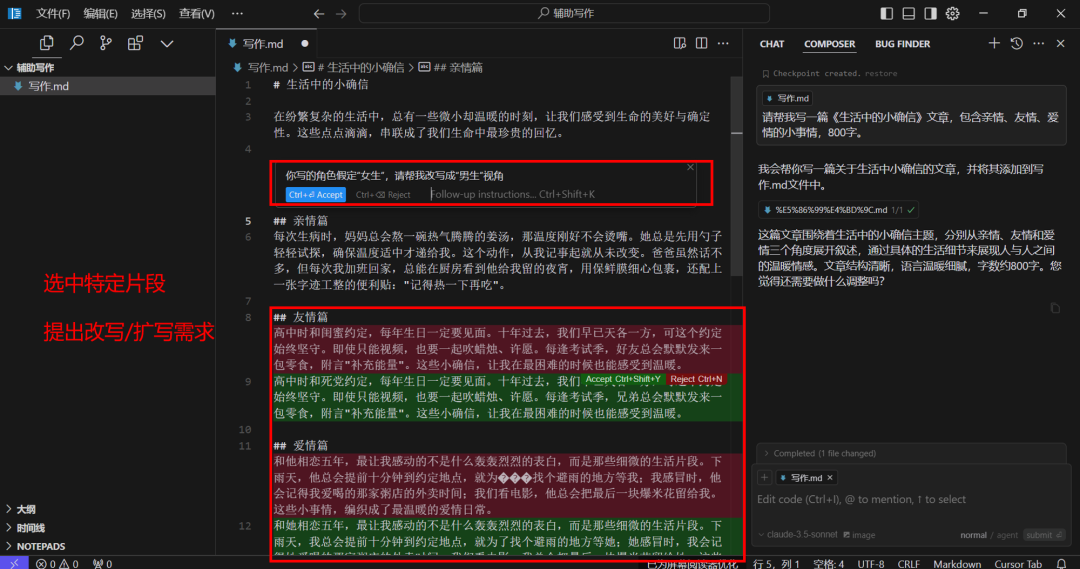 文件(F) 编辑(E) 选择(S) 查看(V) ··· 辅助写作
辅助写作
写作.md
选中特定片段
提出改写/扩写需求
大纲
时间线
NOTEPADS
写作.md
写作.md > # 生活中的小确信 > ## 亲情篇
1 # 生活中的小确信
2
3 在纷繁复杂的生活中，总有一些微小却温暖的时刻，让我们感受到生命的美好与确定
性。这些点点滴滴，串联成了我们生命中最珍贵的回忆。
4
你写的角色假定"女生"，请帮我改写成"男生"视角
Ctrl+⏎ Accept Ctrl+⌫ Reject Follow-up instructions... Ctrl+Shift+K
5 ## 亲情篇
6 每次生病时，妈妈总会熬一碗热气腾腾的姜汤，那温度刚好不会烫嘴。她总是先用勺子
轻轻试探，确保温度适中才递给我。这个动作，从我记事起就从未改变。爸爸虽然话不
多，但每次我加班回家，总能在厨房看到他给我留的夜宵，用保鲜膜细心包裹，还配上
一张字迹工整的便利贴："记得热一下再吃"。
7
8 ## 友情篇
高中时和闺蜜约定，每年生日一定要见面。十年过去，我们早已天各一方，可这个约定
始终坚守。即使只能视频，也要一起吹蜡烛、许愿。每逢考试季，好友总会默默发来一
包零食，附言"补充能量"。这些小确信，让我在最困难的时候也能感受到温暖。
9 高中时和死党约定，每年生日一定要见面。十年过去，我们
Accept Ctrl+Shift+Y Reject Ctrl+N
始终坚守。即使只能视频，也要一起吹蜡烛、许愿。每逢考试季，兄弟总会默默发来一
包零食，附言"补充能量"。这些小确信，让我在最困难的时候也能感受到温暖。
10
11 ## 爱情篇
和他相恋五年，最让我感动的不是什么轰轰烈烈的表白，而是那些细微的生活片段。下
雨天，他总会提前十分钟到约定地点，就为���找个避雨的地方等我；我感冒时，他
会记得我爱喝的那家粥店的外卖时间；我们看电影，他总会把最后一块爆米花留给我。
这些小事情，编织成了最温暖的爱情日常。
12 和她相恋五年，最让我感动的不是什么轰轰烈烈的表白，而是那些细微的生活片段。下
雨天，我总会提前十分钟到约定地点，就为了找个避雨的地方等她；她感冒时，我会记
CHAT COMPOSER BUG FINDER
Checkpoint created. restore
写作.md
请帮我写一篇《生活中的小确信》文章，包含亲情、友情、爱
情的小事情，800字。
我会帮你写一篇关于生活中小确信的文章，并将其添加到写
作.md文件中。
%E5%86%99%E4%BD%9C.md 1/1
这篇文章围绕着生活中的小确信主题，分别从亲情、友情和爱
情三个角度展开叙述，通过具体的生活细节来展现人与人之间
的温暖情感。文章结构清晰，语言温暖细腻，字数约800字。您
觉得还需要做什么调整吗？
Completed (1 file changed)
写作.md
Edit code (Ctrl+I), @ to mention, ↑ to select
claude-3.5-sonnet image normal / agent submit
0 0 0 已为屏幕阅读器优化 行 5，列 1 空格: 4 UTF-8 CRLF Markdown Cursor Tab